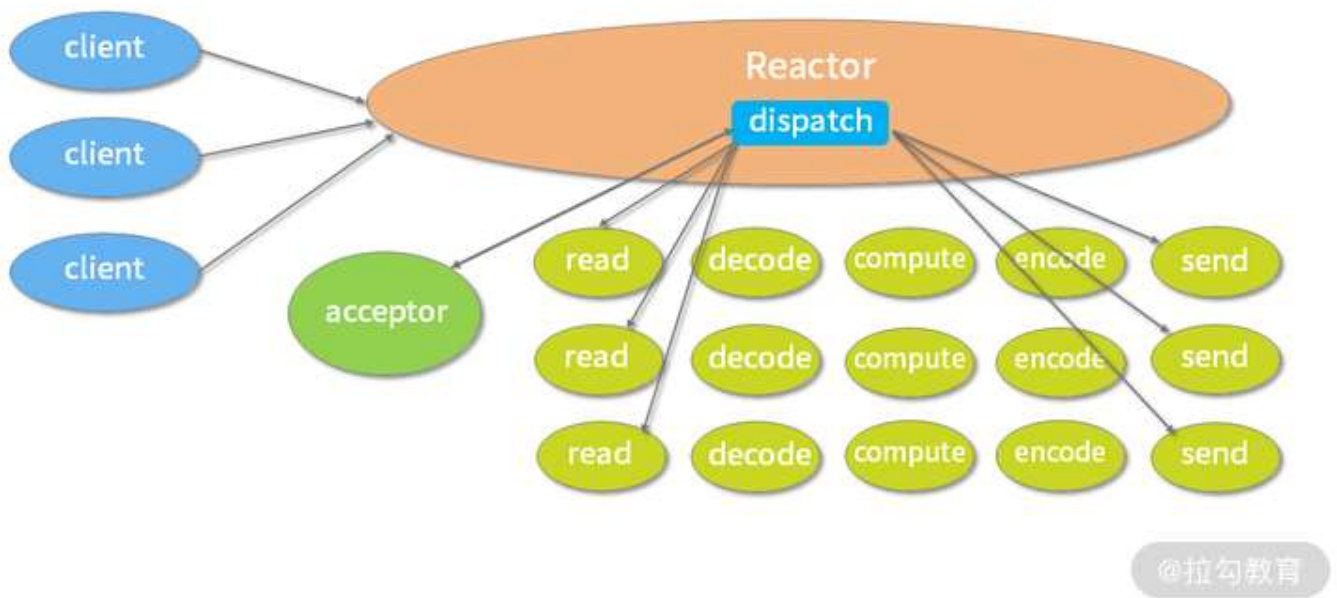 client
client
client
Reactor
dispatch
acceptor
read decode compute encode send
read decode compute encode send
read decode compute encode send
@拉勾教育